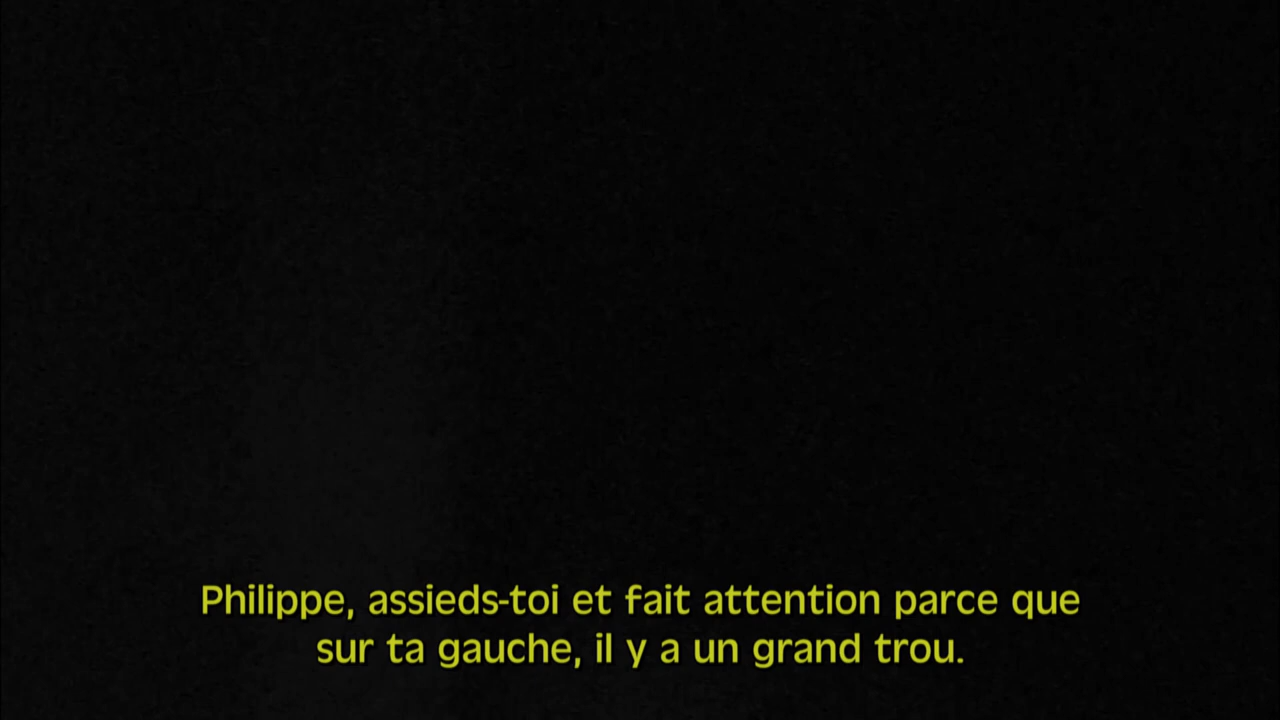 Philippe, assieds-toi et fait attention parce que
sur ta gauche, il y a un grand trou.